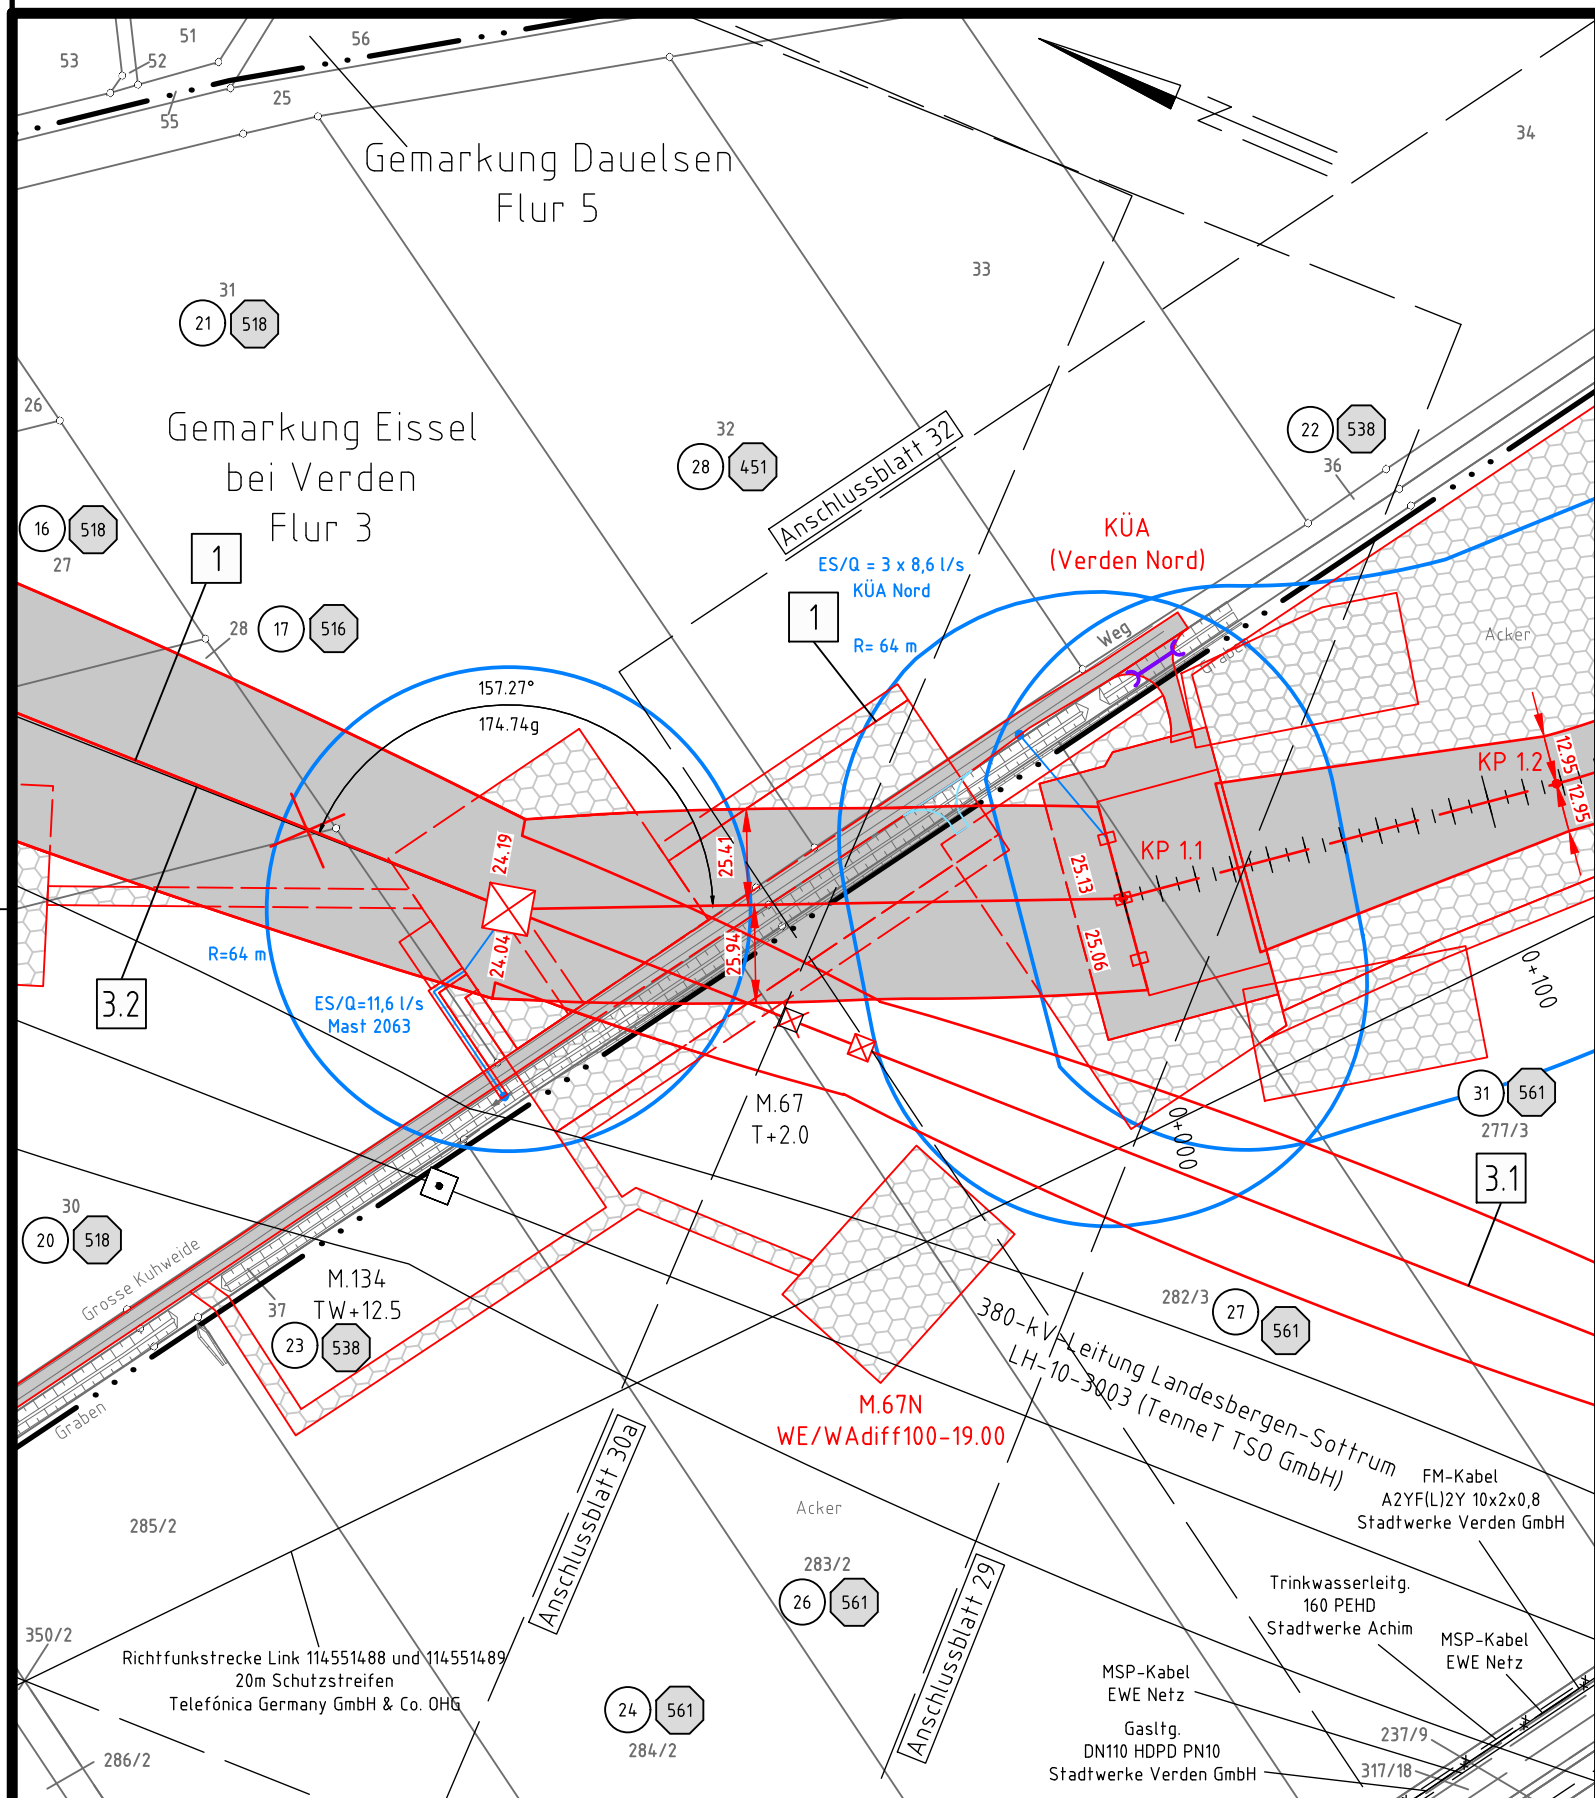 51
56
53
52
25
55
Gemarkung Dauelsen
Flur 5
N
34
33
31
21
518
26
Gemarkung Eissel
bei Verden
Flur 3
32
28
451
Anschlussblatt 32
22
538
36
16
518
27
1
KÜA
(Verden Nord)
ES/Q = 3 x 8,6 l/s
KÜA Nord
1
R= 64 m
28
17
516
Weg
Graben
Acker
157.27°
174.74g
12.95
12.95
KP 1.2
KP 1.1
24.19
25.41
25.13
24.04
25.94
25.06
R=64 m
3.2
ES/Q=11,6 l/s
Mast 2063
0+100
0+000
M.67
T+2.0
31
561
277/3
3.1
30
20
518
Grosse Kuhweide
37
M.134
TW+12.5
23
538
Graben
282/3
27
561
380-kV-Leitung Landesbergen-Sottrum
LH-10-3003 (TenneT TSO GmbH)
M.67N
WE/WAdiff100-19.00
Anschlussblatt 30a
FM-Kabel
A2YF(L)2Y 10x2x0,8
Stadtwerke Verden GmbH
Acker
285/2
283/2
26
561
Anschlussblatt 29
Trinkwasserleitg.
160 PEHD
Stadtwerke Achim
350/2
Richtfunkstrecke Link 114551488 und 114551489
20m Schutzstreifen
Telefónica Germany GmbH & Co. OHG
MSP-Kabel
EWE Netz
MSP-Kabel
EWE Netz
24
561
284/2
286/2
Gasltg.
DN110 HDPD PN10
Stadtwerke Verden GmbH
237/9
317/18